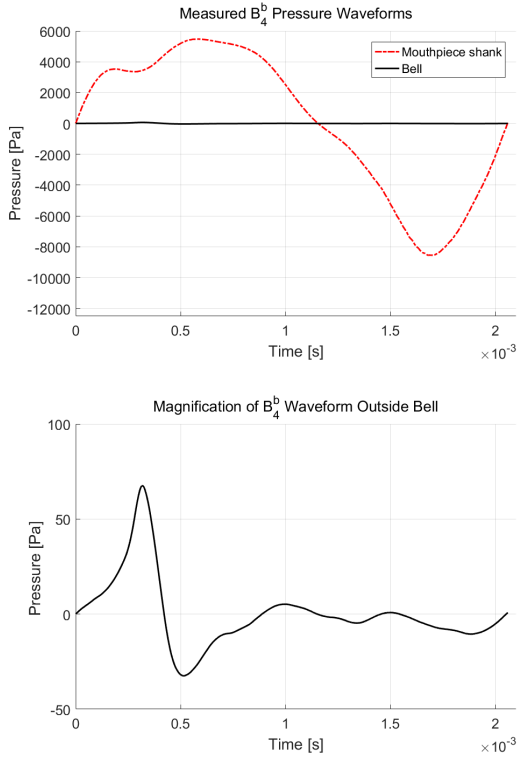 Measured B₄ᵇ Pressure Waveforms
6000
4000
2000
0
-2000
-4000
-6000
-8000
-10000
-12000
Pressure [Pa]
Mouthpiece shank
Bell
0 0.5 1 1.5 2
Time [s]
×10⁻³
Magnification of B₄ᵇ Waveform Outside Bell
100
50
0
-50
Pressure [Pa]
0 0.5 1 1.5 2
Time [s]
×10⁻³